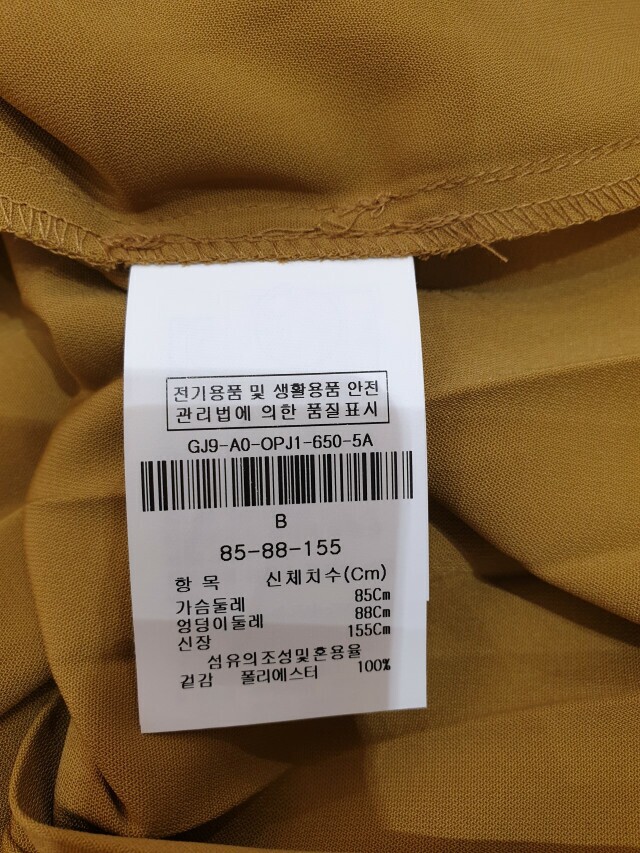 전기용품 및 생활용품 안전
관리법에 의한 품질표시
GJ9-A0-OPJ1-650-5A
B
85-88-155
항 목 신체치수(Cm)
가슴둘레 85Cm
엉덩이둘레 88Cm
신장 155Cm
섬유의조성및혼용율
겉감 폴리에스터 100%